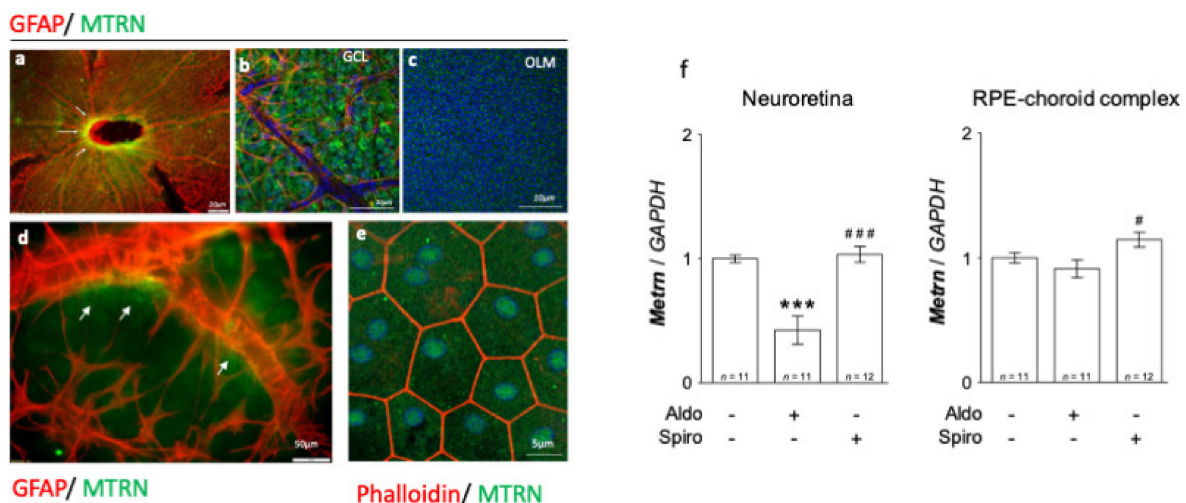 GFAP/ MTRN
a
b
GCL
c
OLM
20µm
d
e
50µm
5µm
GFAP/ MTRN
Phalloidin/ MTRN
f
Neuroretina
Metrn / GAPDH
2
1
0
***
###
n = 11
n = 11
n = 12
Aldo - + -
Spiro - - +
RPE-choroid complex
Metrn / GAPDH
2
1
0
#
n = 11
n = 11
n = 12
Aldo - + -
Spiro - - +